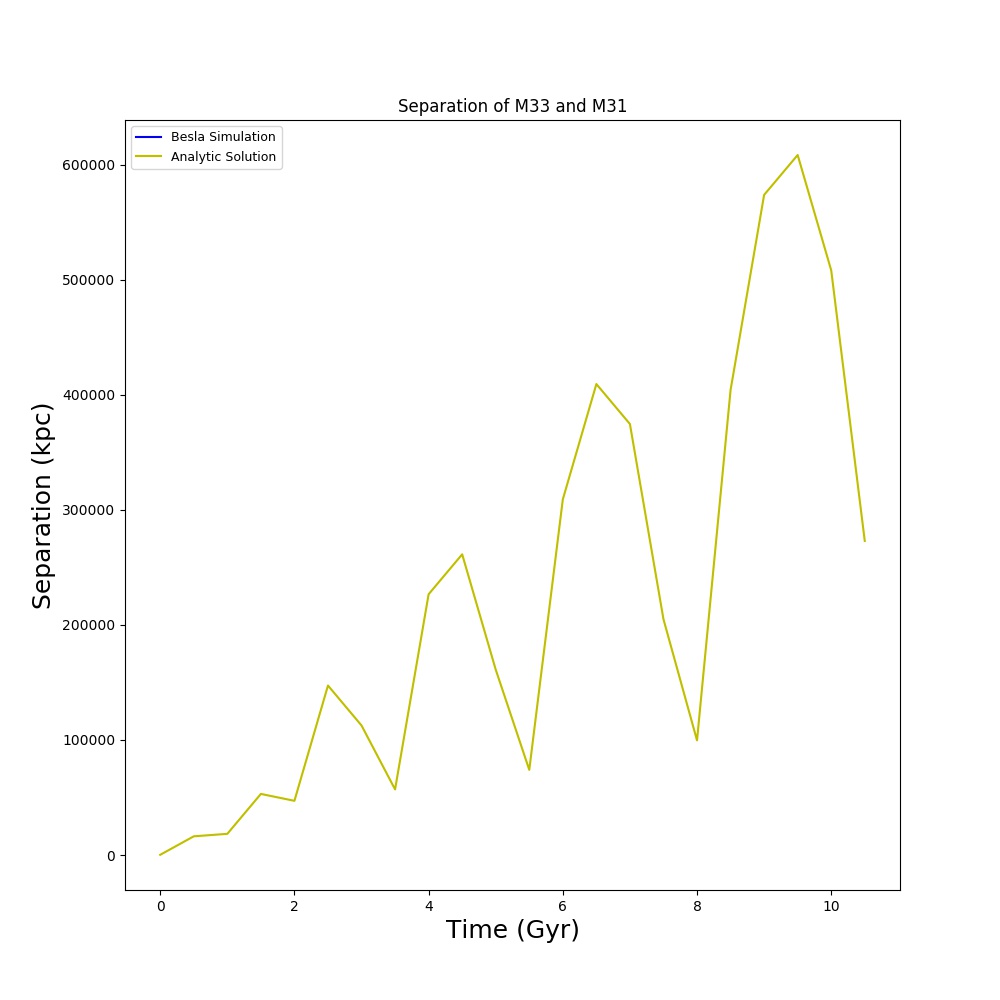 Separation of M33 and M31
Besla Simulation
Analytic Solution
600000
500000
400000
300000
200000
100000
0
Separation (kpc)
0 2 4 6 8 10
Time (Gyr)